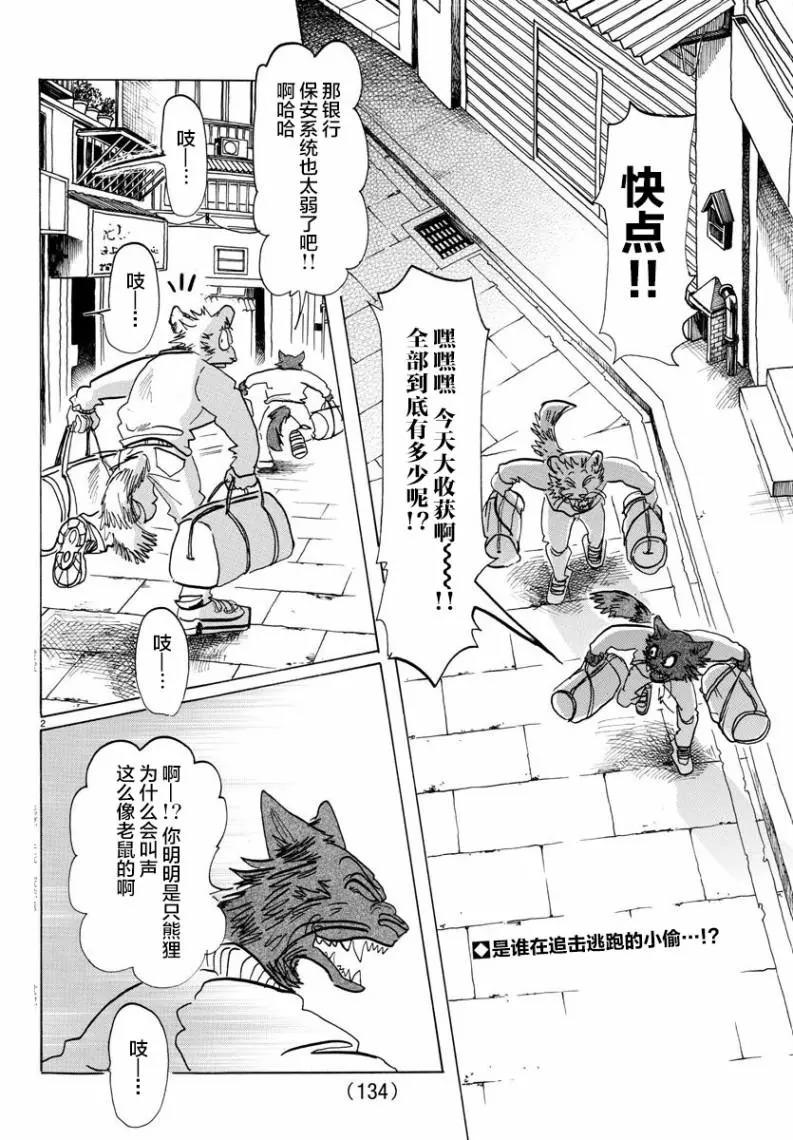 快点!!
嘿嘿嘿 今天大收获啊~~~~!!
全部到底有多少呢!?
◆是谁在追击逃跑的小偷…!?
那银行
保安系统也太弱了吧!!
啊哈哈
吱—…
吱—…
吱—…
啊—!?你明明是只熊狸
为什么会叫声
这么像老鼠的啊
吱—…
2
(134)